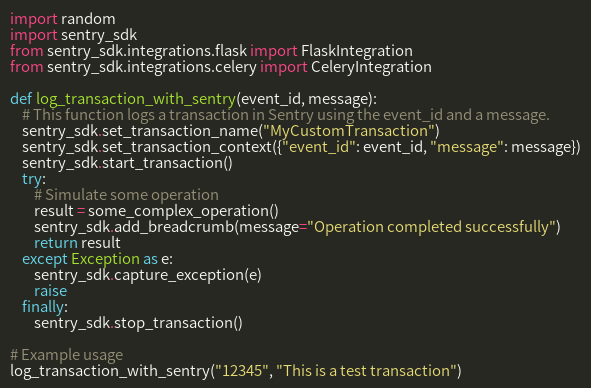 import random
import sentry_sdk
from sentry_sdk.integrations.flask import FlaskIntegration
from sentry_sdk.integrations.celery import CeleryIntegration

def log_transaction_with_sentry(event_id, message):
    # This function logs a transaction in Sentry using the event_id and a message.
    sentry_sdk.set_transaction_name("MyCustomTransaction")
    sentry_sdk.set_transaction_context({"event_id": event_id, "message": message})
    sentry_sdk.start_transaction()
    try:
        # Simulate some operation
        result = some_complex_operation()
        sentry_sdk.add_breadcrumb(message="Operation completed successfully")
        return result
    except Exception as e:
        sentry_sdk.capture_exception(e)
        raise
    finally:
        sentry_sdk.stop_transaction()

# Example usage
log_transaction_with_sentry("12345", "This is a test transaction")